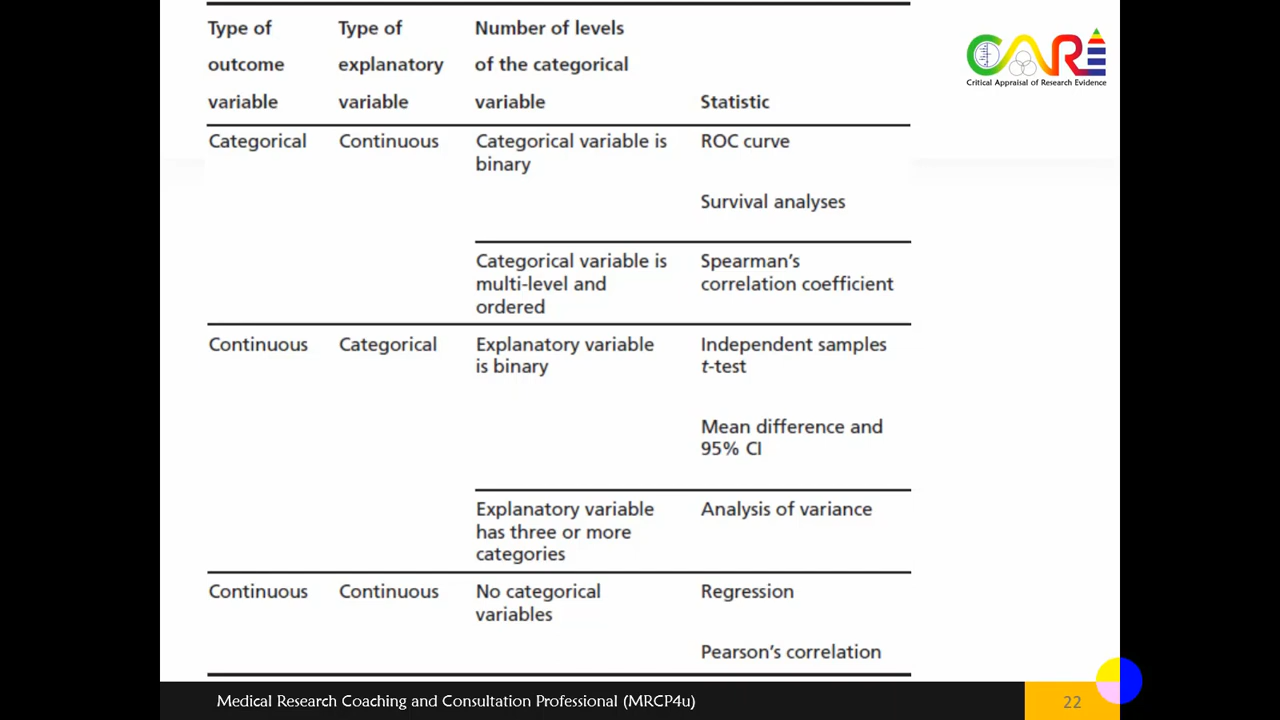 Type of outcome variable
Type of explanatory variable
Number of levels of the categorical variable
Statistic
Categorical
Continuous
Categorical variable is
binary
ROC curve
Survival analyses
Categorical variable is
multi-level and
ordered
Spearman's
correlation coefficient
Continuous
Categorical
Explanatory variable
is binary
Independent samples
t-test
Mean difference and
95% CI
Explanatory variable
has three or more
categories
Analysis of variance
Continuous
Continuous
No categorical
variables
Regression
Pearson's correlation
CARE
Critical Appraisal of Research Evidence
Medical Research Coaching and Consultation Professional (MRCP4u)
22